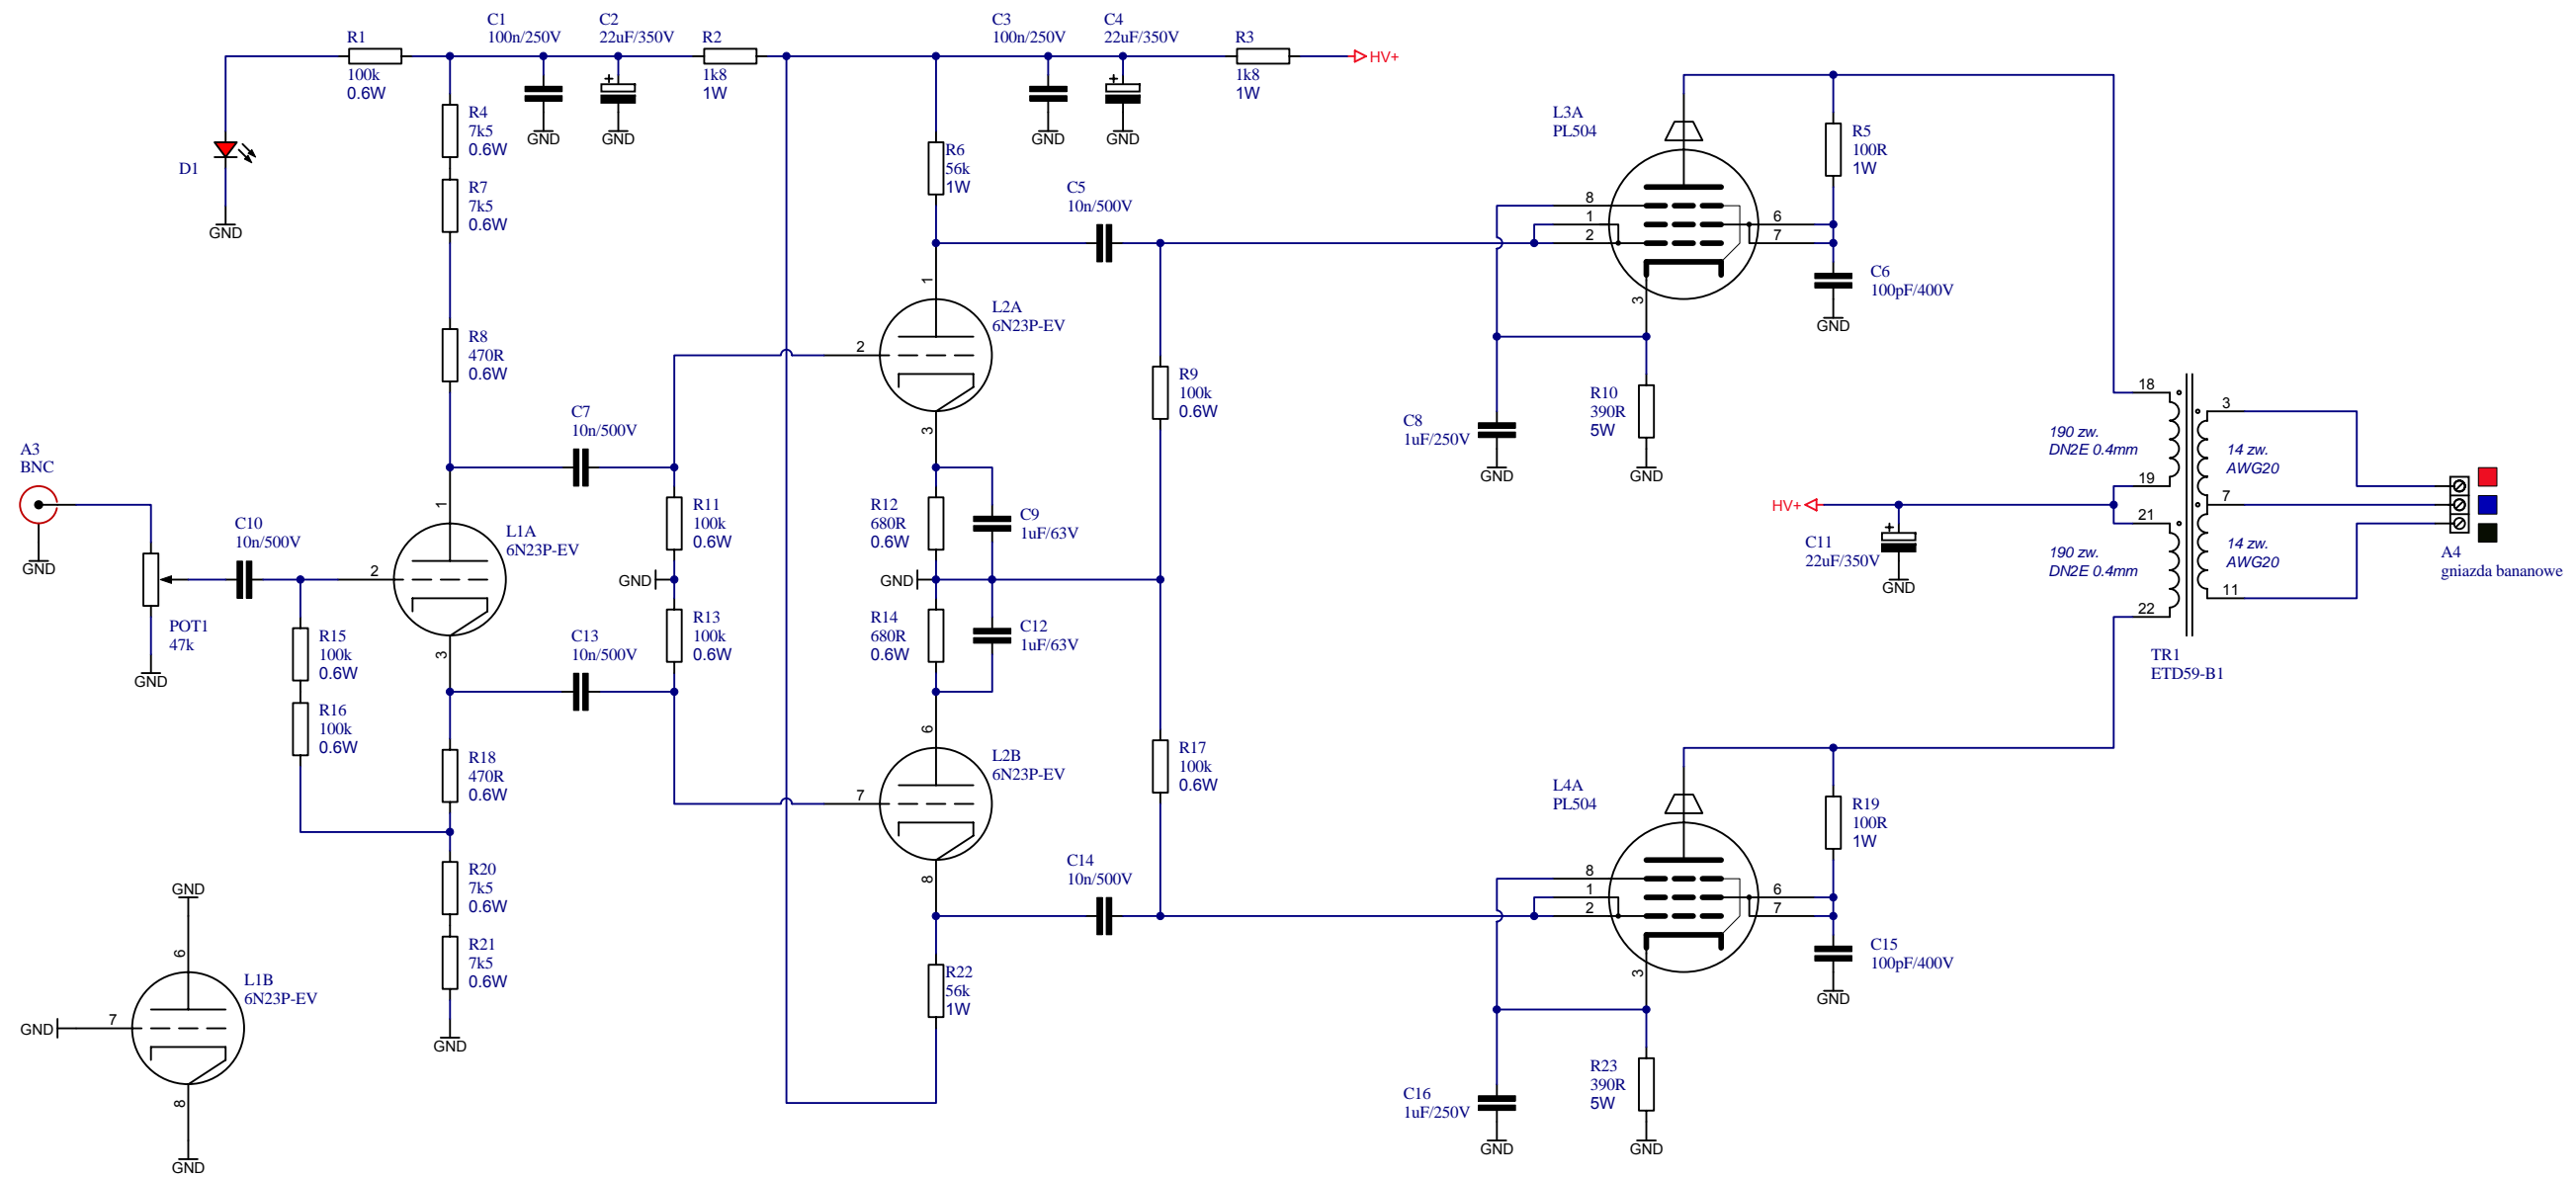 R1
100k
0.6W
C1
100n/250V
C2
22uF/350V
R2
1k8
1W
C3
100n/250V
C4
22uF/350V
R3
1k8
1W
HV+
D1
GND
R4
7k5
0.6W
GND
GND
R7
7k5
0.6W
R6
56k
1W
GND
GND
C5
10n/500V
L3A
PL504
8
1
2
6
7
3
R5
100R
1W
C6
100pF/400V
GND
R8
470R
0.6W
1
L2A
6N23P-EV
2
3
R9
100k
0.6W
C8
1uF/250V
GND
R10
390R
5W
GND
C7
10n/500V
A3
BNC
GND
C10
10n/500V
POT1
47k
GND
1
L1A
6N23P-EV
2
3
R11
100k
0.6W
GND
R13
100k
0.6W
R12
680R
0.6W
C9
1uF/63V
GND
R14
680R
0.6W
C12
1uF/63V
R15
100k
0.6W
R16
100k
0.6W
C13
10n/500V
18
190 zw.
DN2E 0.4mm
19
21
190 zw.
DN2E 0.4mm
22
3
14 zw.
AWG20
7
14 zw.
AWG20
11
HV+
+
C11
22uF/350V
GND
A4
gniazda bananowe
TR1
ETD59-B1
R18
470R
0.6W
6
L2B
6N23P-EV
7
8
R17
100k
0.6W
C14
10n/500V
L4A
PL504
8
1
2
6
7
3
R19
100R
1W
C15
100pF/400V
GND
R20
7k5
0.6W
R21
7k5
0.6W
GND
R22
56k
1W
GND
6
L1B
6N23P-EV
GND
7
8
GND
C16
1uF/250V
GND
R23
390R
5W
GND